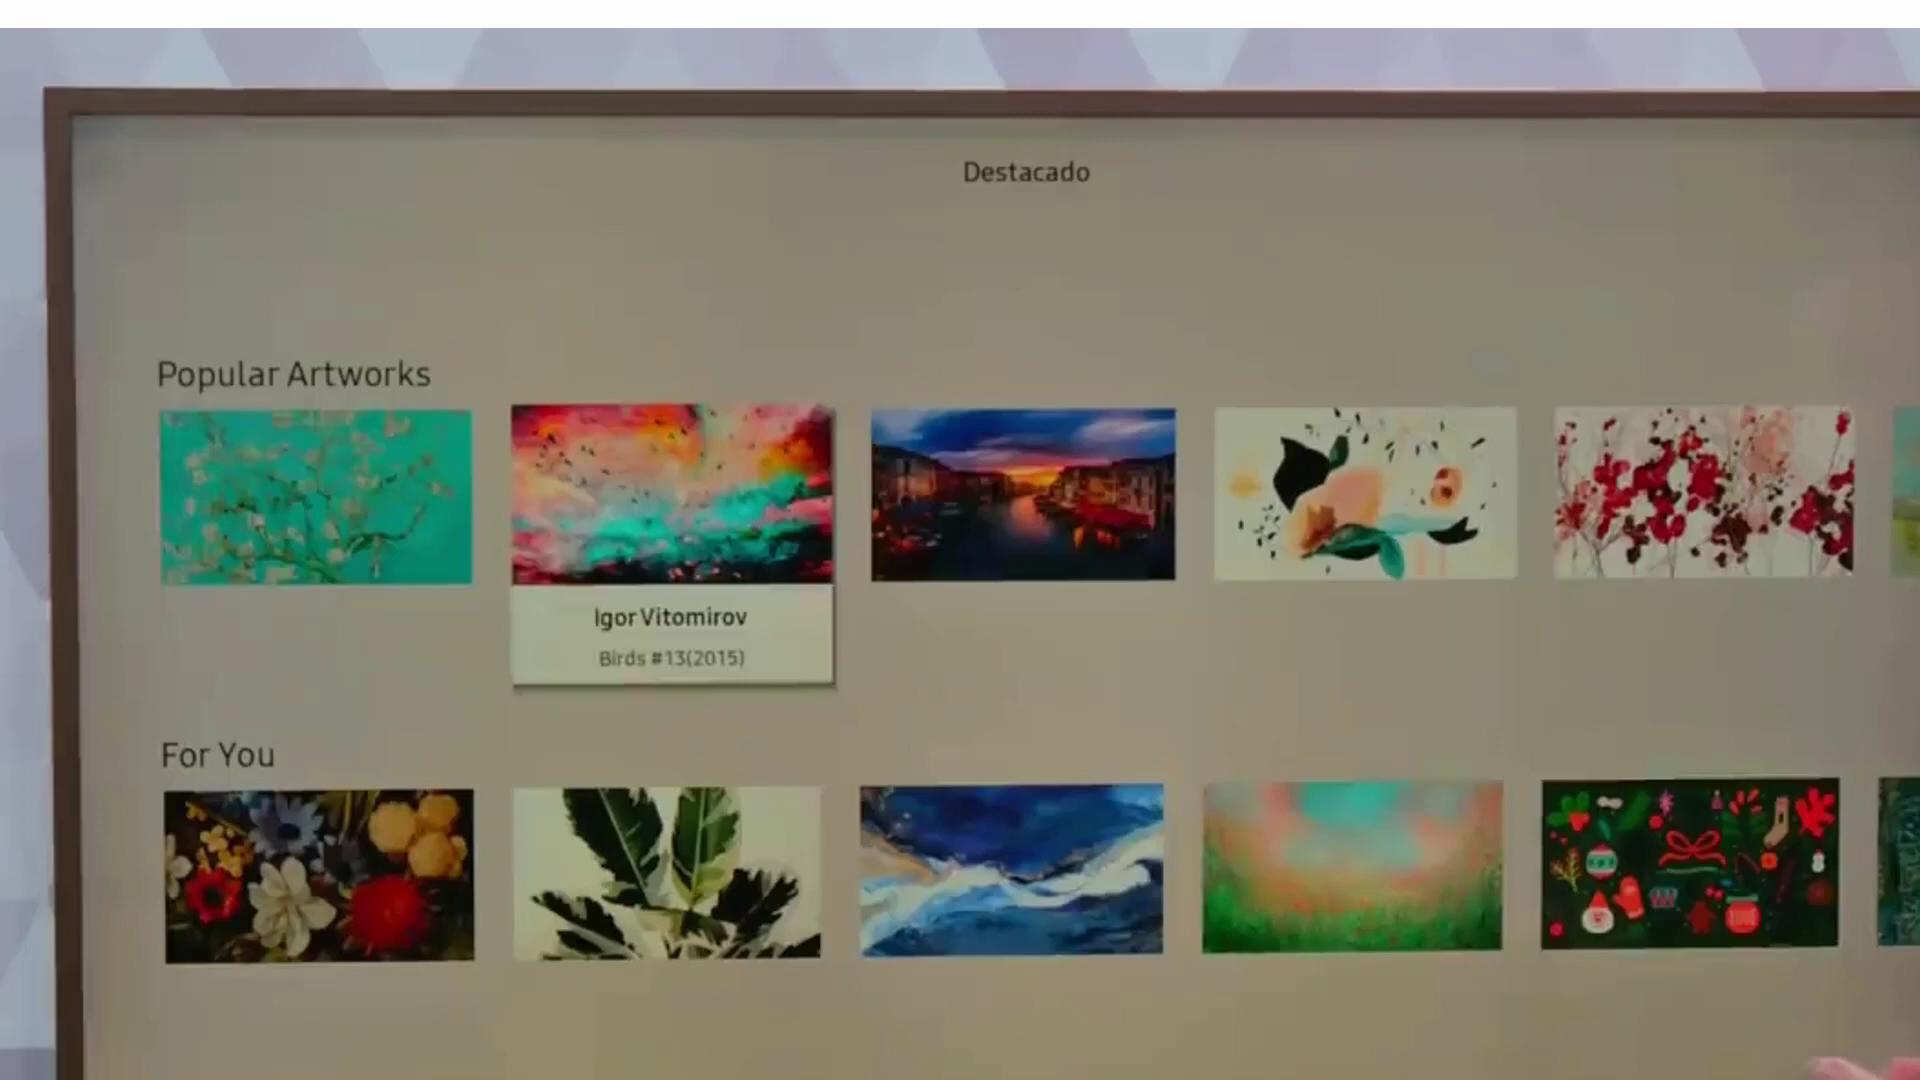 Destacado
Popular Artworks
Igor Vitomirov
Birds #13(2015)
For You